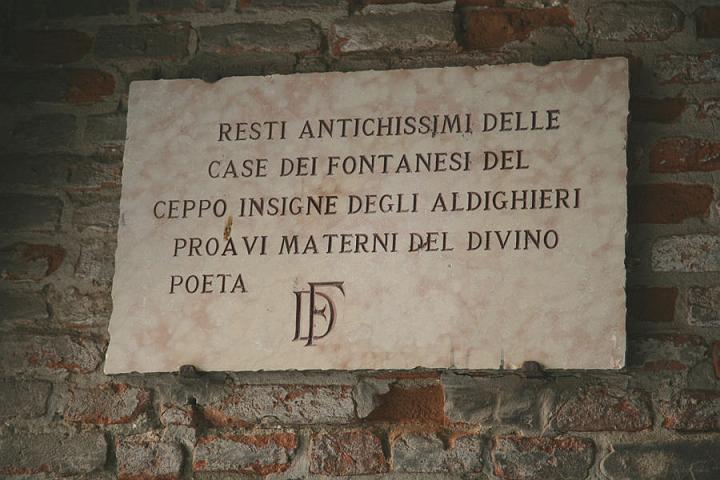 RESTI ANTICHISSIMI DELLE
CASE DEI FONTANESI DEL
CEPPO INSIGNE DEGLI ALDIGHIERI
PROAVI MATERNI DEL DIVINO
POETA
DF